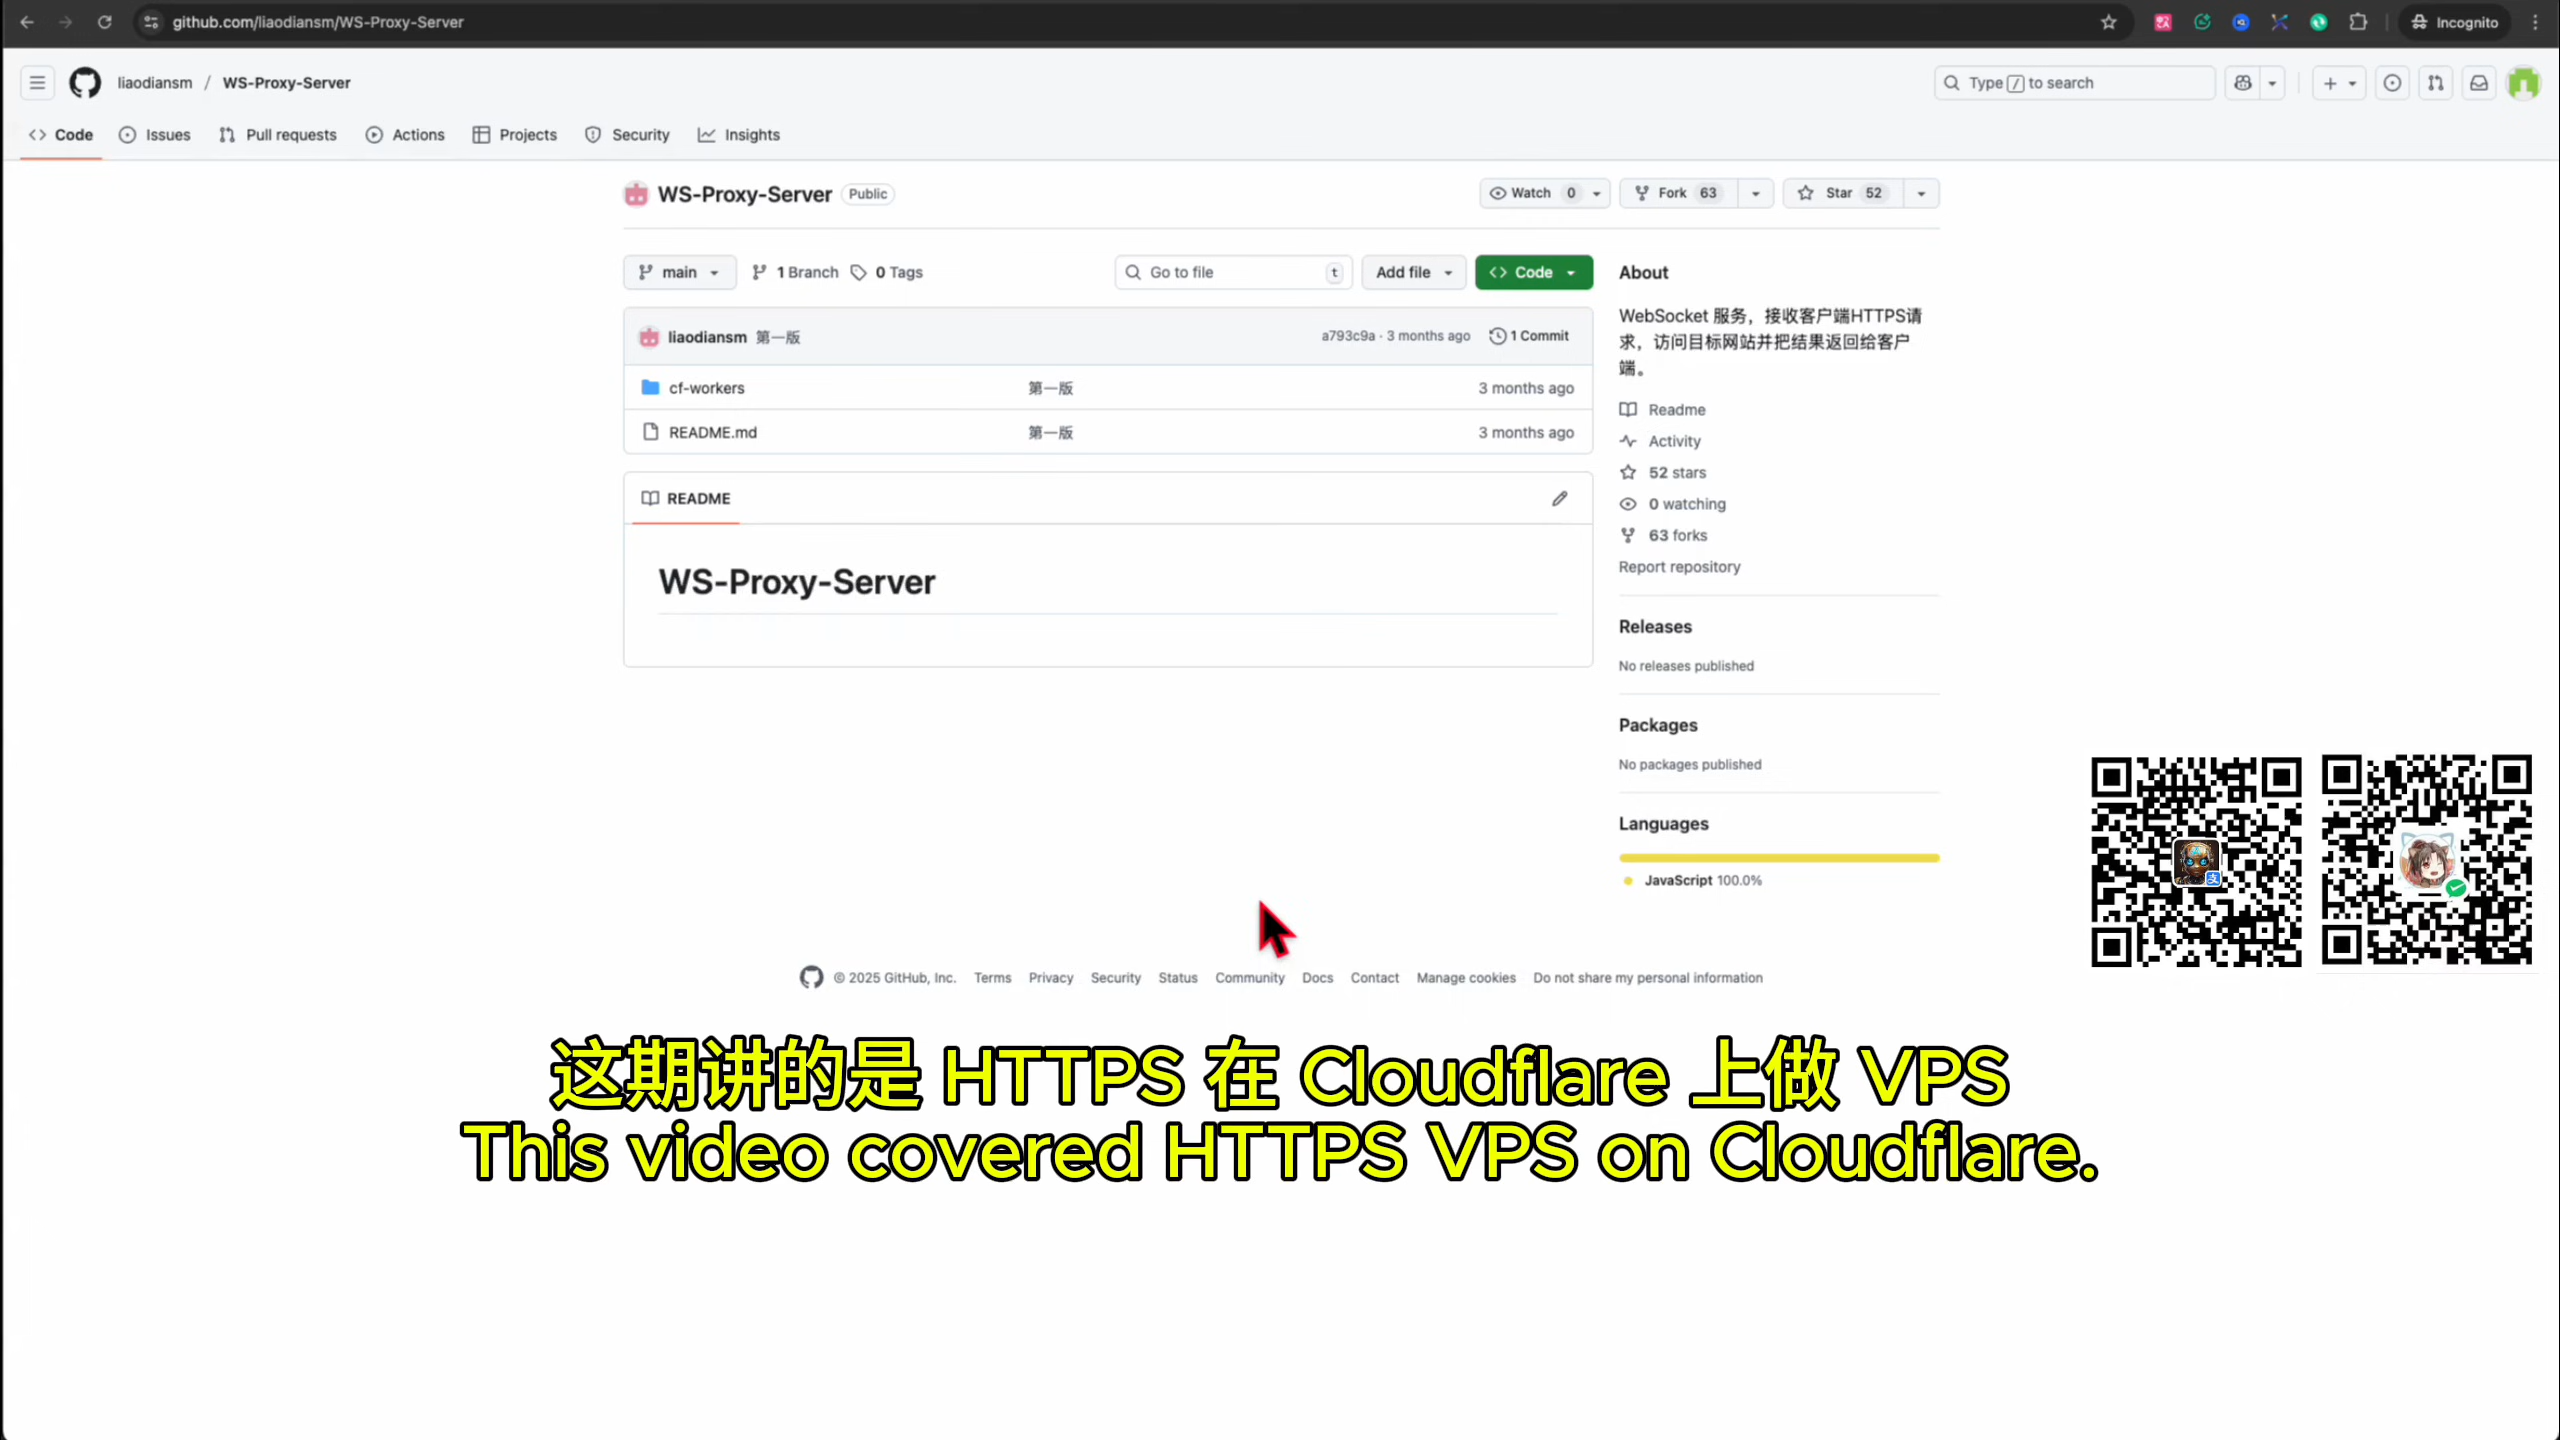 github.com/liaodiansm/WS-Proxy-Server
Incognito
liaodiansm / WS-Proxy-Server
Type / to search
Code
Issues
Pull requests
Actions
Projects
Security
Insights
WS-Proxy-Server Public
Watch 0
Fork 63
Star 52
main
1 Branch
0 Tags
Go to file
t
Add file
Code
liaodiansm 第一版
a793c9a · 3 months ago
1 Commit
cf-workers 第一版 3 months ago
README.md 第一版 3 months ago
README
WS-Proxy-Server
About
WebSocket 服务，接收客户端HTTPS请
求，访问目标网站并把结果返回给客户
端。
Readme
Activity
52 stars
0 watching
63 forks
Report repository
Releases
No releases published
Packages
No packages published
Languages
JavaScript 100.0%
支
© 2025 GitHub, Inc. Terms Privacy Security Status Community Docs Contact Manage cookies Do not share my personal information
这期讲的是 HTTPS 在 Cloudflare 上做 VPS
This video covered HTTPS VPS on Cloudflare.